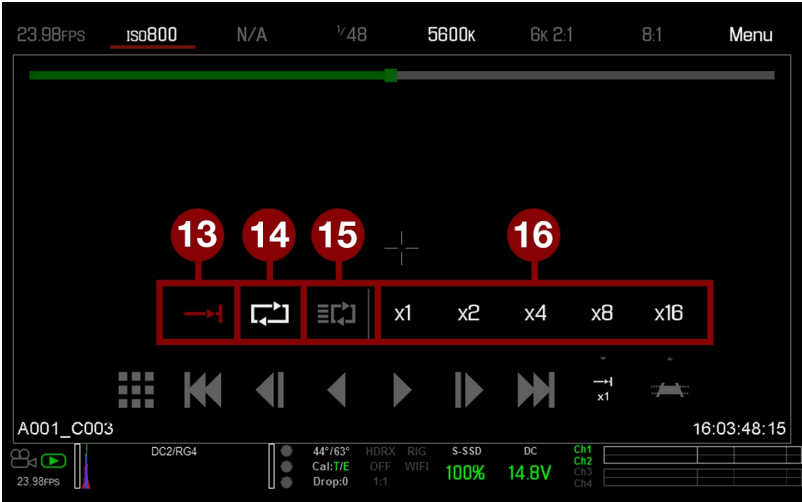 23.98FPS ISO800 N/A 1/48 5600K 6K 2:1 8:1 Menu
13 14 15 16
x1 x2 x4 x8 x16
x1
A001_C003 16:03:48:15
DC2/RG4 44°/63° HDRX RIG S-SSD DC Ch1
Ch2
Cal:T/E OFF WIFI 100% 14.8V Ch3
23.98FPS Drop:0 1:1 Ch4